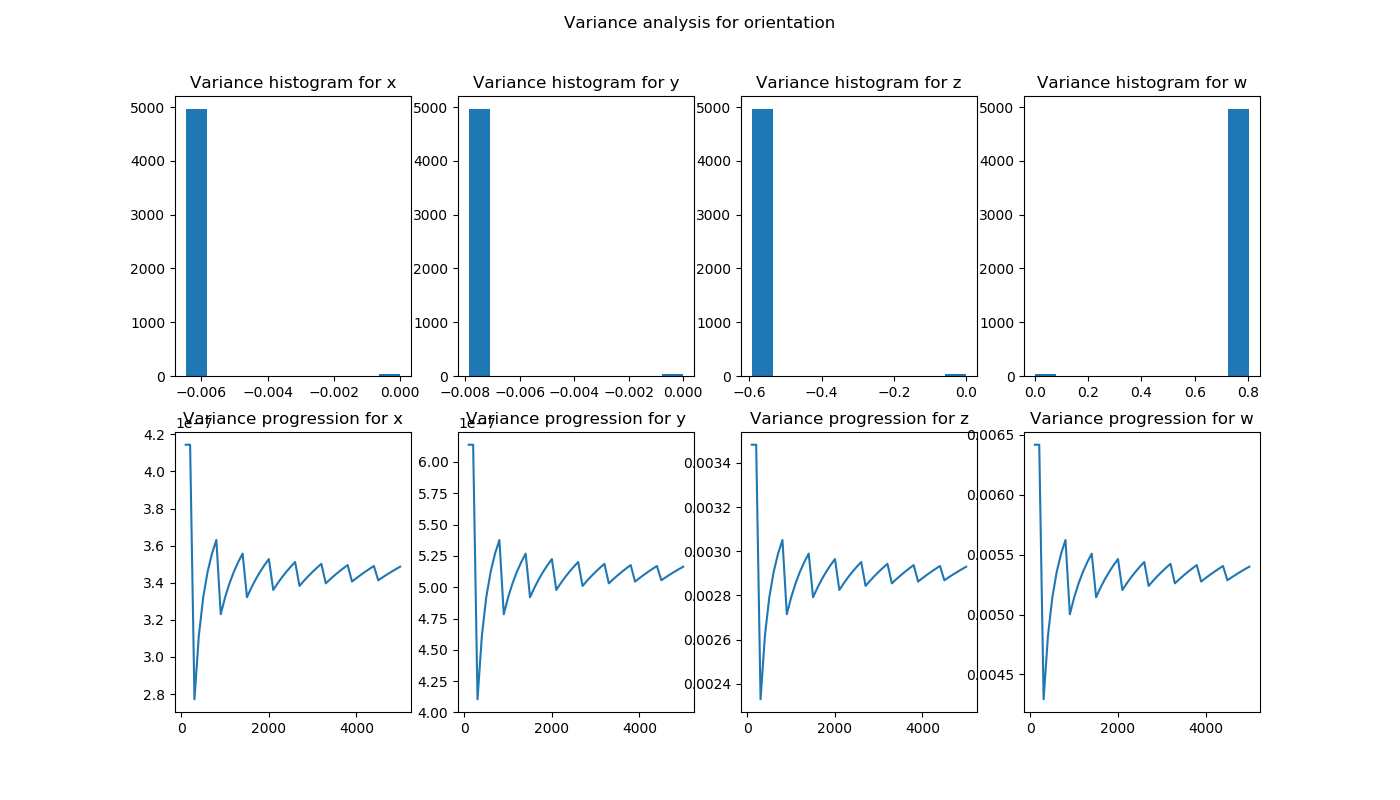 Variance analysis for orientation
Variance histogram for x
Variance histogram for y
Variance histogram for z
Variance histogram for w
5000
4000
3000
2000
1000
0
−0.006 −0.004 −0.002 0.000
5000
4000
3000
2000
1000
0
−0.008 −0.006 −0.004 −0.002 0.000
5000
4000
3000
2000
1000
0
−0.6 −0.4 −0.2 0.0
5000
4000
3000
2000
1000
0
0.0 0.2 0.4 0.6 0.8
Variance progression for x
1e−7
4.2
4.0
3.8
3.6
3.4
3.2
3.0
2.8
0 2000 4000
Variance progression for y
1e−7
6.00
5.75
5.50
5.25
5.00
4.75
4.50
4.25
4.00
0 2000 4000
Variance progression for z
0.0034
0.0032
0.0030
0.0028
0.0026
0.0024
0 2000 4000
Variance progression for w
0.0065
0.0060
0.0055
0.0050
0.0045
0 2000 4000